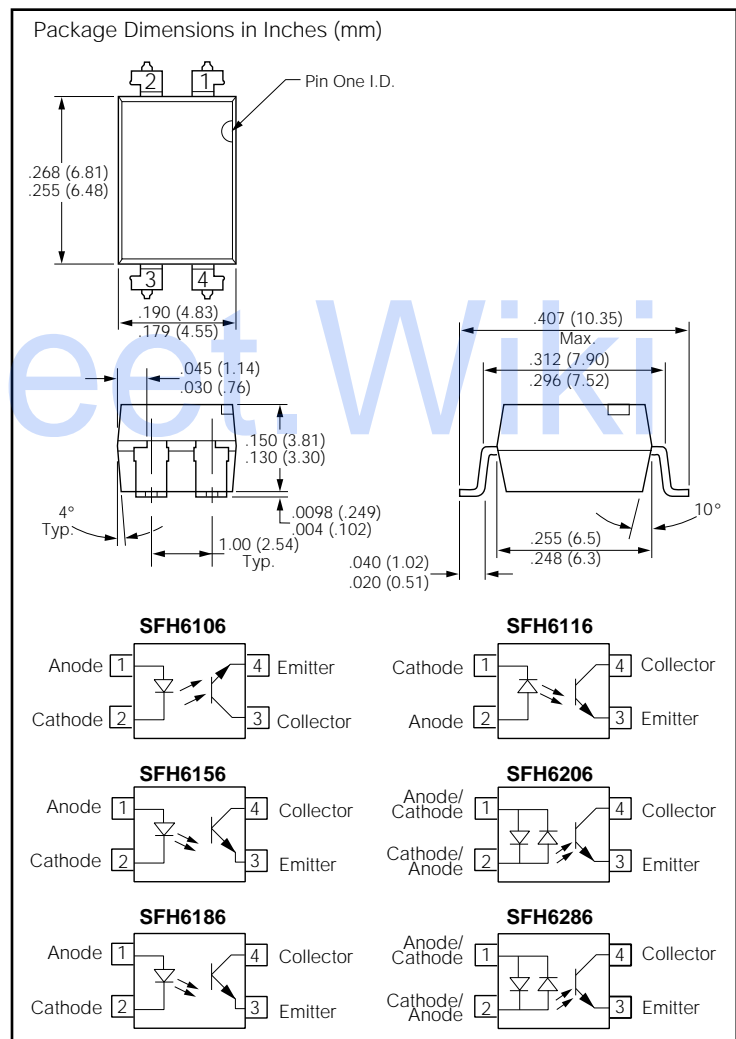 Package Dimensions in Inches (mm)
2
1
Pin One I.D.
.268 (6.81)
.255 (6.48)
3
4
.190 (4.83)
.179 (4.55)
.045 (1.14)
.030 (.76)
.150 (3.81)
.130 (3.30)
4°
Typ.
.0098 (.249)
.004 (.102)
1.00 (2.54)
Typ.
.407 (10.35)
Max.
.312 (7.90)
.296 (7.52)
10°
.255 (6.5)
.248 (6.3)
.040 (1.02)
.020 (0.51)
eet.Wiki
SFH6106
Anode 1 4 Emitter
Cathode 2 3 Collector
SFH6116
Cathode 1 4 Collector
Anode 2 3 Emitter
SFH6156
Anode 1 4 Collector
Cathode 2 3 Emitter
SFH6206
Anode/
Cathode 1 4 Collector
Cathode/
Anode 2 3 Emitter
SFH6186
Anode 1 4 Collector
Cathode 2 3 Emitter
SFH6286
Anode/
Cathode 1 4 Collector
Cathode/
Anode 2 3 Emitter